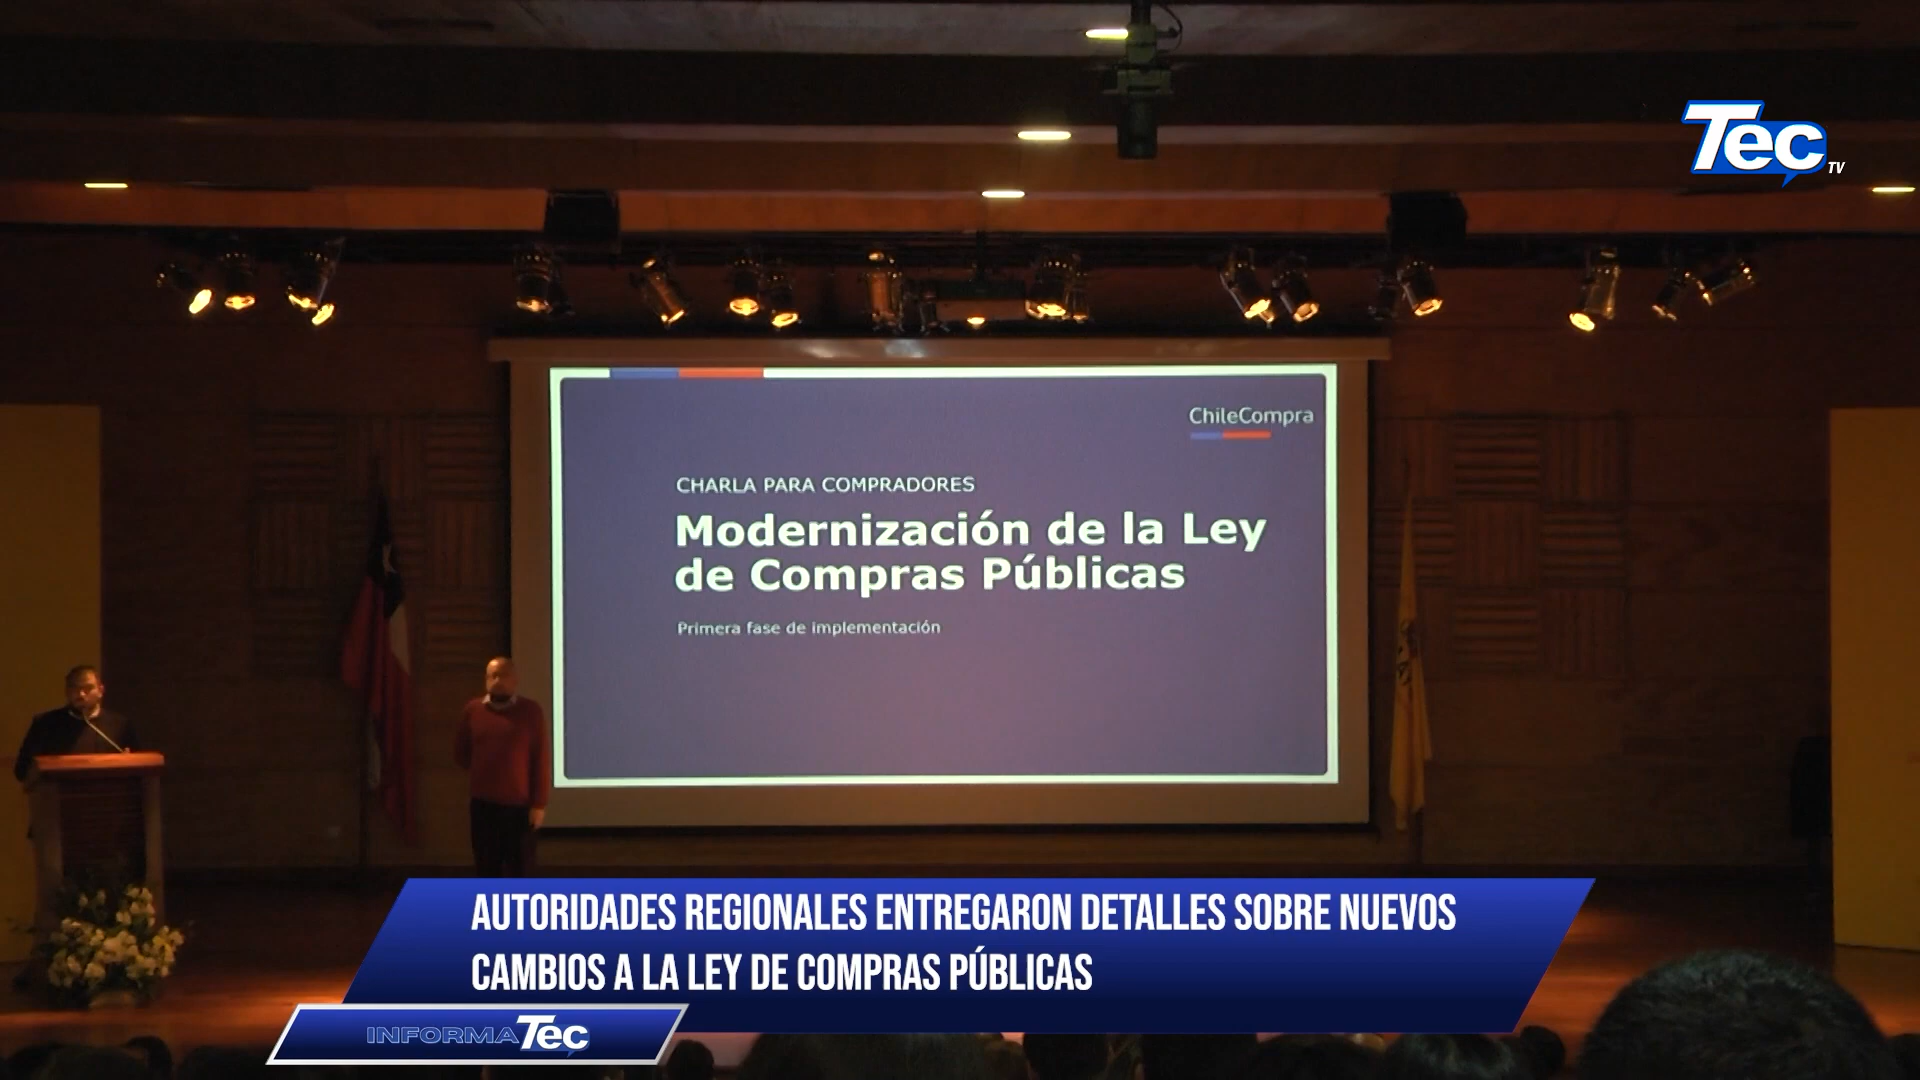 Tec TV
ChileCompra
CHARLA PARA COMPRADORES
Modernización de la Ley
de Compras Públicas
Primera fase de implementación
AUTORIDADES REGIONALES ENTREGARON DETALLES SOBRE NUEVOS
CAMBIOS A LA LEY DE COMPRAS PÚBLICAS
INFORMATec